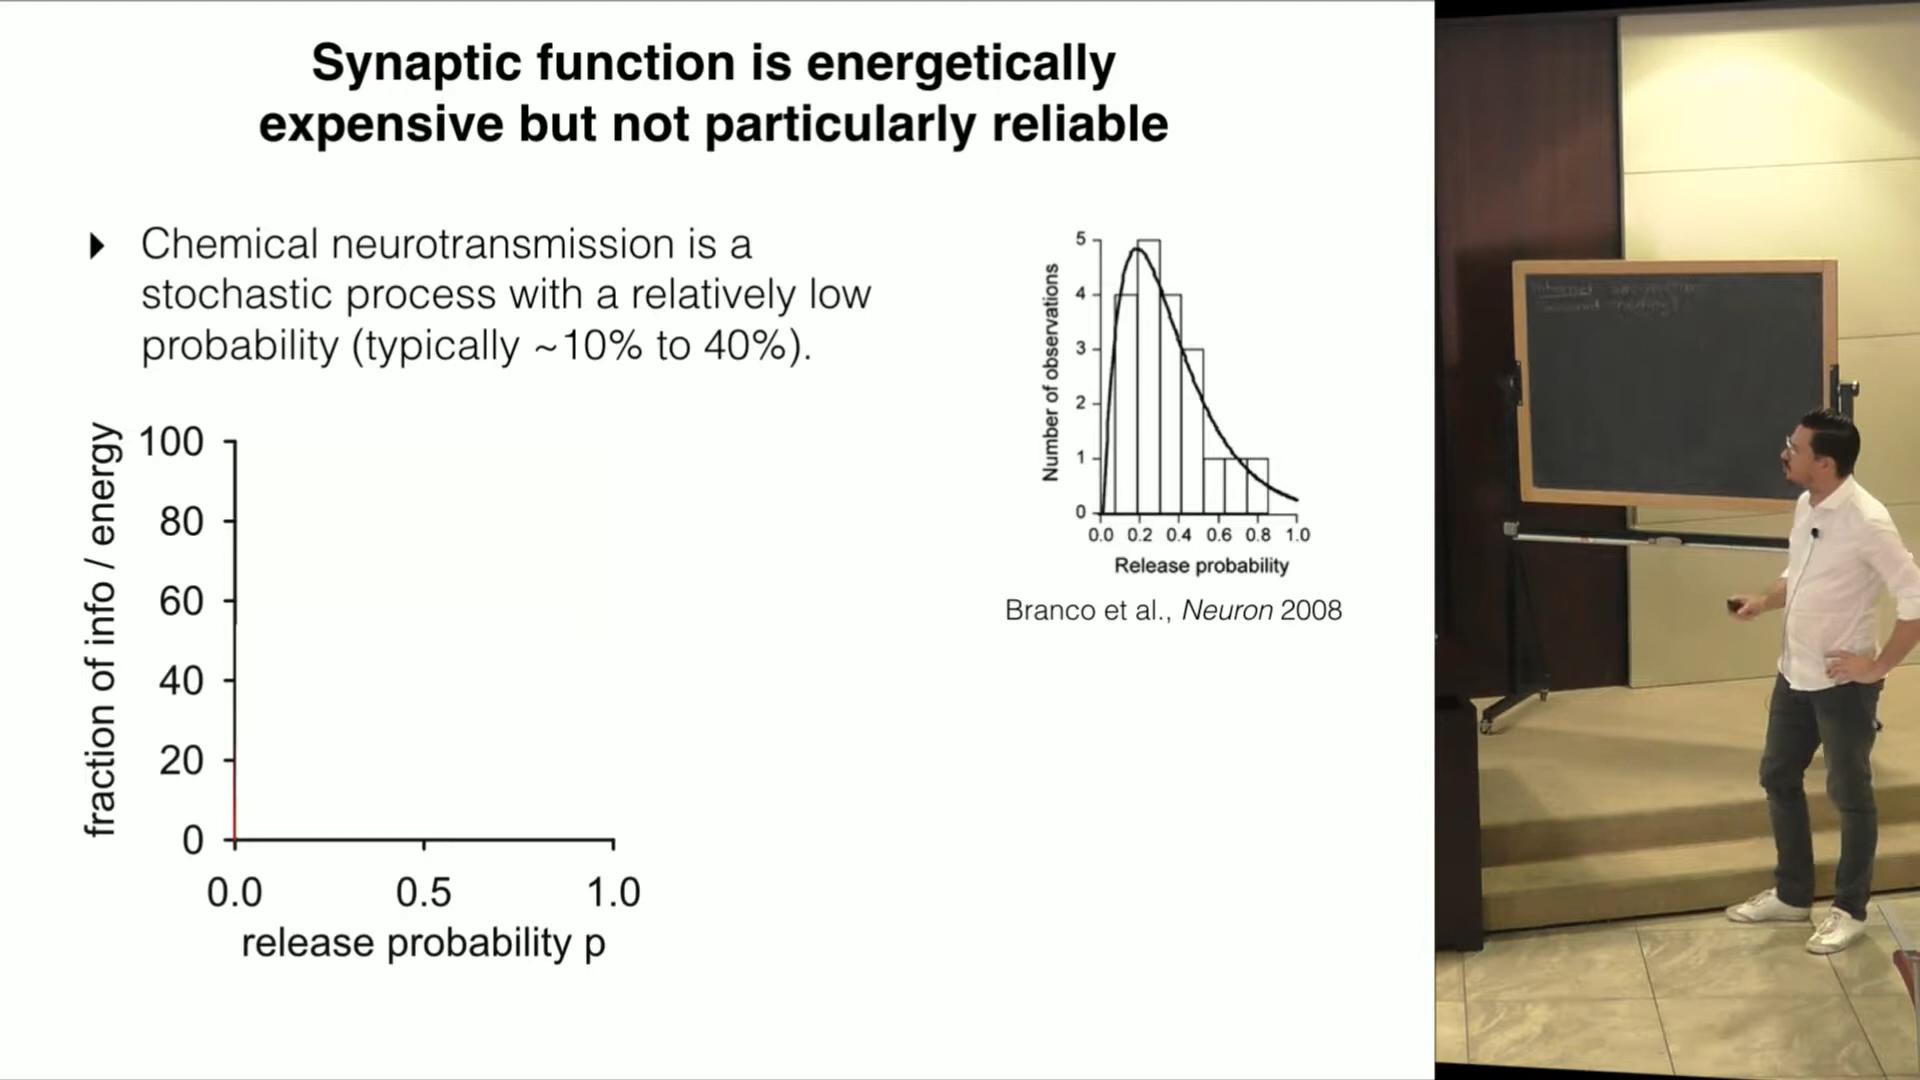 Synaptic function is energetically
expensive but not particularly reliable
Chemical neurotransmission is a
stochastic process with a relatively low
probability (typically ~10% to 40%).
fraction of info / energy
100
80
60
40
20
0
0.0 0.5 1.0
release probability p
Number of observations
5
4
3
2
1
0
0.0 0.2 0.4 0.6 0.8 1.0
Release probability
Branco et al., Neuron 2008